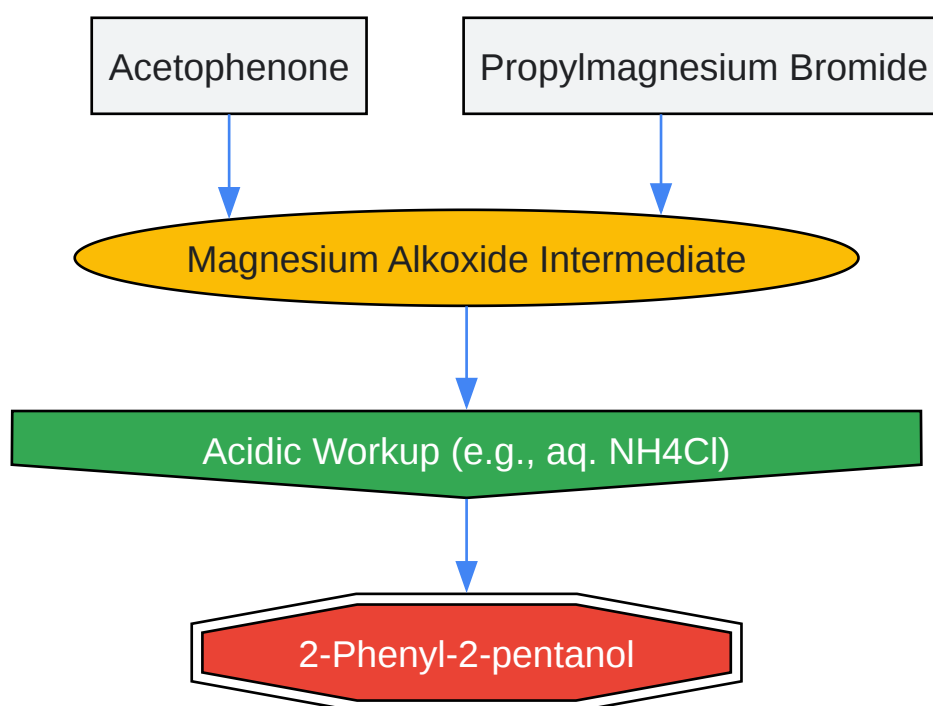 Acetophenone
Propylmagnesium Bromide
Magnesium Alkoxide Intermediate
Acidic Workup (e.g., aq. NH4Cl)
2-Phenyl-2-pentanol